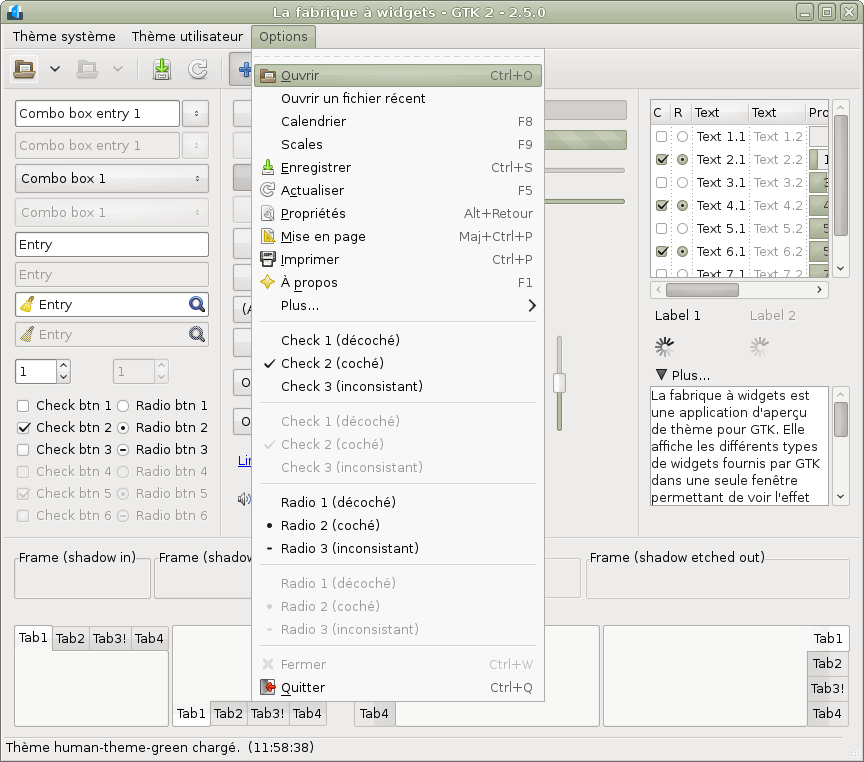 La fabrique à widgets - GTK 2 - 2.5.0
Thème système Thème utilisateur Options
Combo box entry 1
Combo box entry 1
Combo box 1
Combo box 1
Entry
Entry
Entry
Entry
1 1
Check btn 1 Radio btn 1
Check btn 2 Radio btn 2
Check btn 3 Radio btn 3
Check btn 4 Radio btn 4
Check btn 5 Radio btn 5
Check btn 6 Radio btn 6
Ouvrir Ctrl+O
Ouvrir un fichier récent
Calendrier F8
Scales F9
Enregistrer Ctrl+S
Actualiser F5
Propriétés Alt+Retour
Mise en page Maj+Ctrl+P
Imprimer Ctrl+P
À propos F1
Plus...
Check 1 (décoché)
Check 2 (coché)
Check 3 (inconsistant)
Check 1 (décoché)
Check 2 (coché)
Check 3 (inconsistant)
Radio 1 (décoché)
Radio 2 (coché)
Radio 3 (inconsistant)
Radio 1 (décoché)
Radio 2 (coché)
Radio 3 (inconsistant)
Fermer Ctrl+W
Quitter Ctrl+Q
C R Text Text Pro
Text 1.1 Text 1.2
Text 2.1 Text 2.2 1
Text 3.1 Text 3.2 3
Text 4.1 Text 4.2 4
Text 5.1 Text 5.2 5
Text 6.1 Text 6.2 5
Text 7.1 Text 7.2 7
Label 1 Label 2
Plus...
La fabrique à widgets est
une application d'aperçu
de thème pour GTK. Elle
affiche les différents types
de widgets fournis par GTK
dans une seule fenêtre
permettant de voir l'effet
Frame (shadow in) Frame (shadow Frame (shadow etched out)
Tab1 Tab2 Tab3! Tab4
Tab1 Tab2 Tab3! Tab4
Tab4
Tab1
Tab2
Tab3!
Tab4
Thème human-theme-green chargé. (11:58:38)